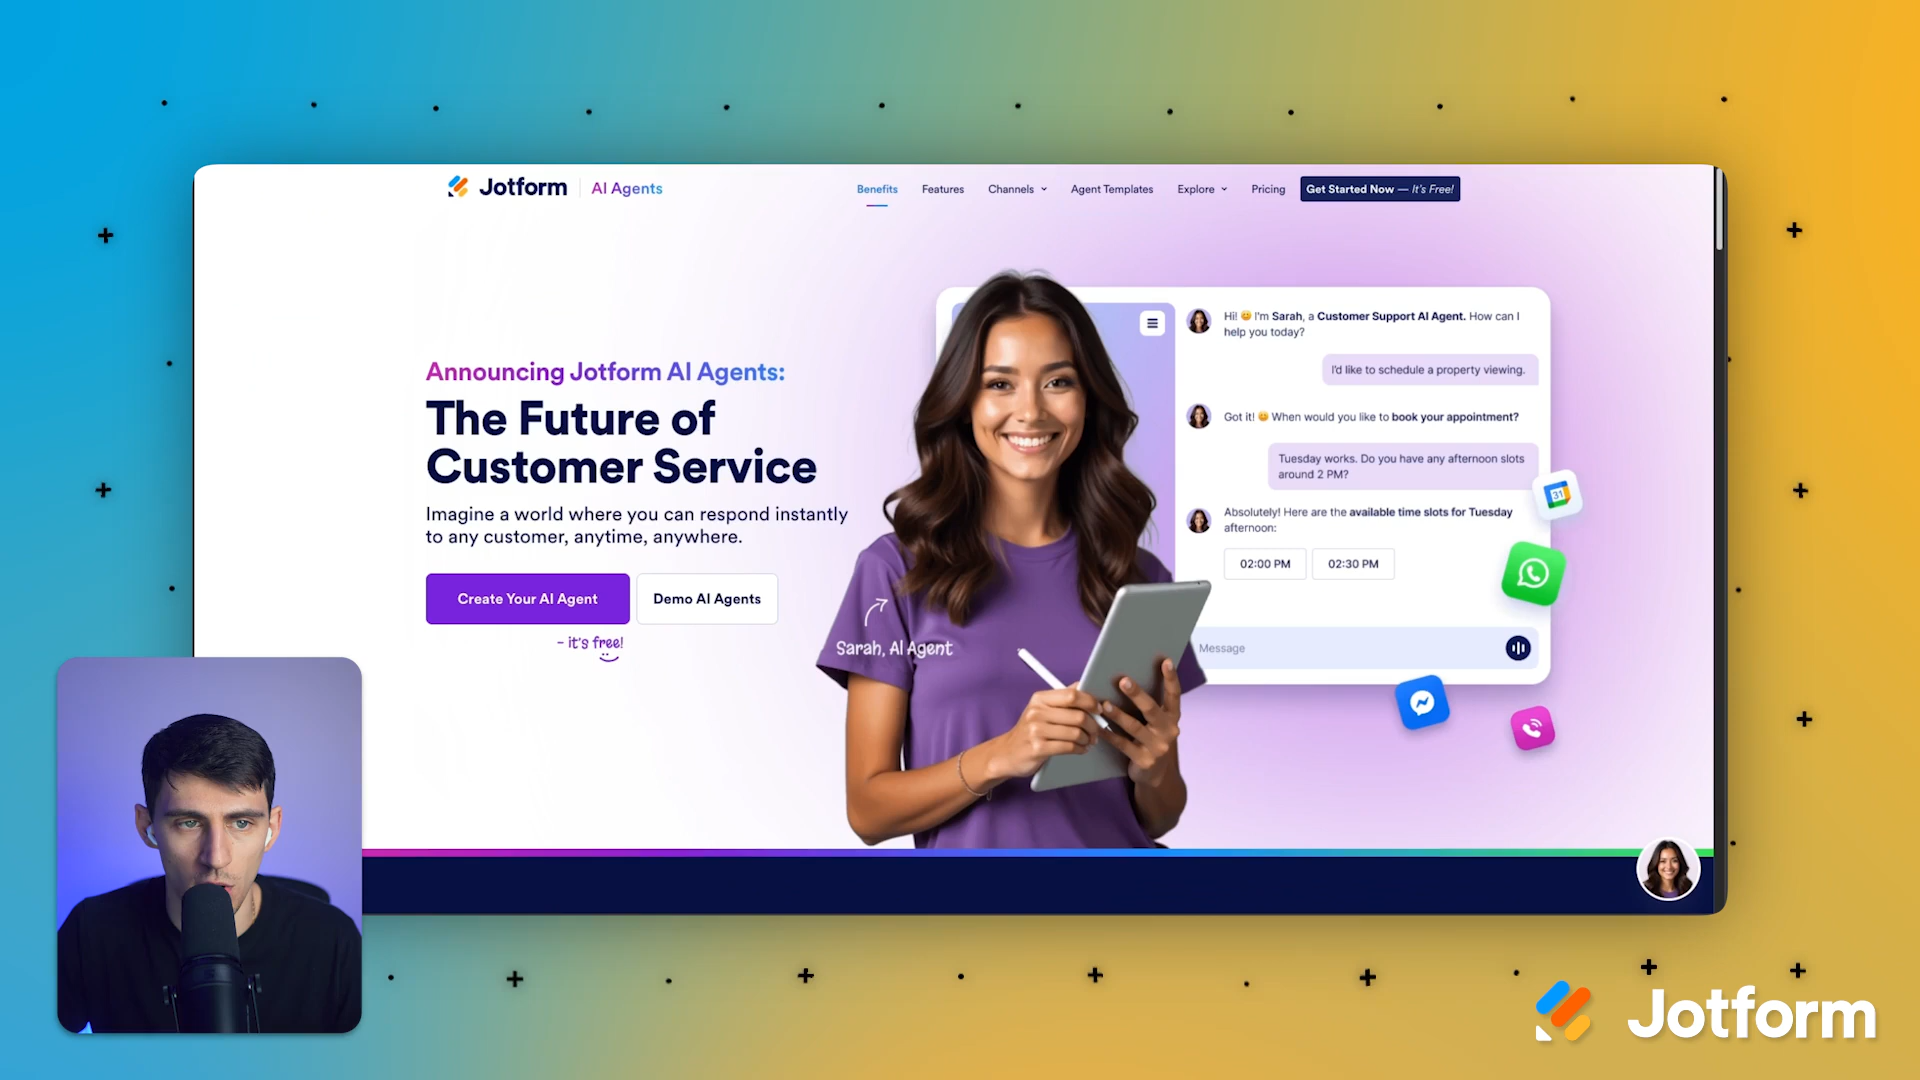 Jotform AI Agents
Benefits
Features
Channels
Agent Templates
Explore
Pricing
Get Started Now — It's Free!
Announcing Jotform AI Agents:
The Future of
Customer Service
Imagine a world where you can respond instantly
to any customer, anytime, anywhere.
Create Your AI Agent
Demo AI Agents
- it's free!
Sarah, AI Agent
Hi! 😊 I'm Sarah, a Customer Support AI Agent. How can I
help you today?
I'd like to schedule a property viewing.
Got it! 😊 When would you like to book your appointment?
Tuesday works. Do you have any afternoon slots
around 2 PM?
Absolutely! Here are the available time slots for Tuesday
afternoon:
02:00 PM
02:30 PM
31
Message
Jotform